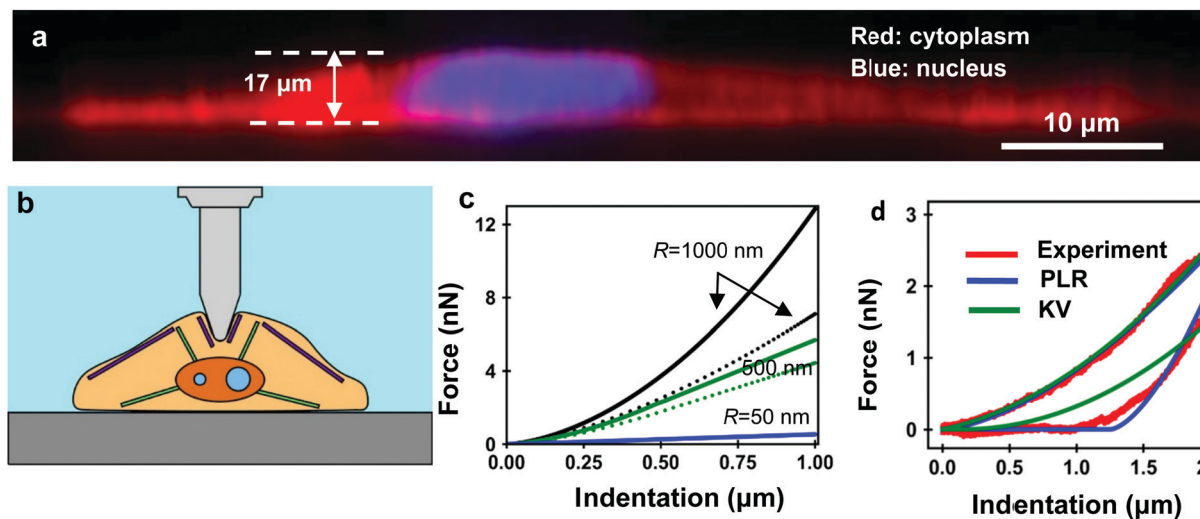 a
17 µm
Red: cytoplasm
Blue: nucleus
10 µm
b
c
12
8
4
0
Force (nN)
R=1000 nm
500 nm
R=50 nm
0.00
0.25
0.50
0.75
1.00
Indentation (µm)
d
3
2
1
0
Force (nN)
Experiment
PLR
KV
0.0
0.5
1.0
1.5
Indentation (µm)